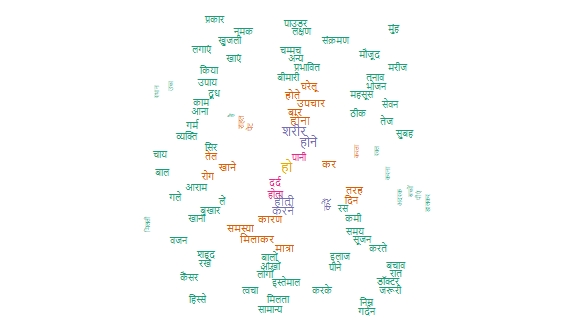 प्रकार
पाउडर
नमक
लक्षण
मुंह
खुजली
संक्रमण
लगाएं
चम्मच
मौजूद
खाएं
अन्य
प्रभावित
मरीज
किया
बीमारी
तनाव
उपाय
घरेलू
भोजन
दूध
होते
महसूस
काम
उपचार
सेवन
आना
बार
ठीक
होना
तेज
गर्म
शरीर
व्यक्ति
सुबह
होने
सिर
चाय
तेल
पानी
हो
कर
खाने
बाल
रोग
दर्द
आराम
तरह
गले
होता
ले
होती
दिन
बुखार
करने
रस
खाना
कारण
कमी
समस्या
समय
वजन
मिलाकर
सूजन
मात्रा
करते
शहद
बालों
इलाज
रखें
आंखों
पीने
बचाव
लोगों
रात
कैंसर
इस्तेमाल
डॉक्टर
त्वचा
करके
जरूरी
हिस्से
मिलता
निम्न
सामान्य
गर्दन